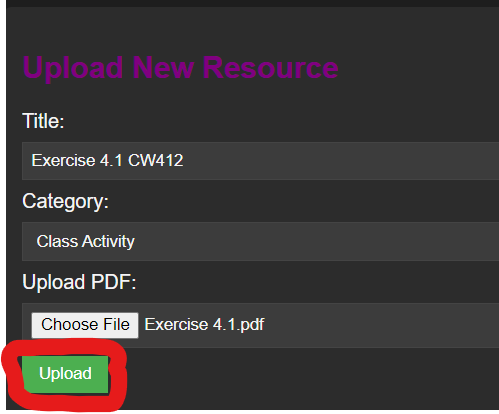 Upload New Resource
Title:
Exercise 4.1 CW412
Category:
Class Activity
Upload PDF:
Choose File Exercise 4.1.pdf
Upload